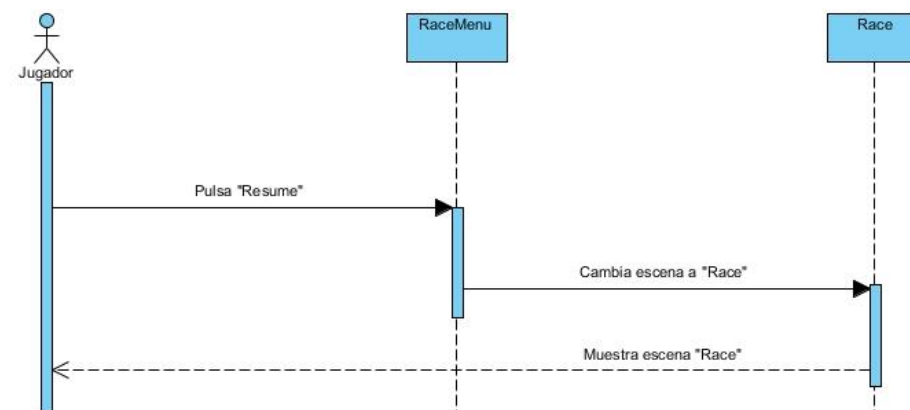 RaceMenu
Race
Jugador
Pulsa "Resume"
Cambia escena a "Race"
Muestra escena "Race"